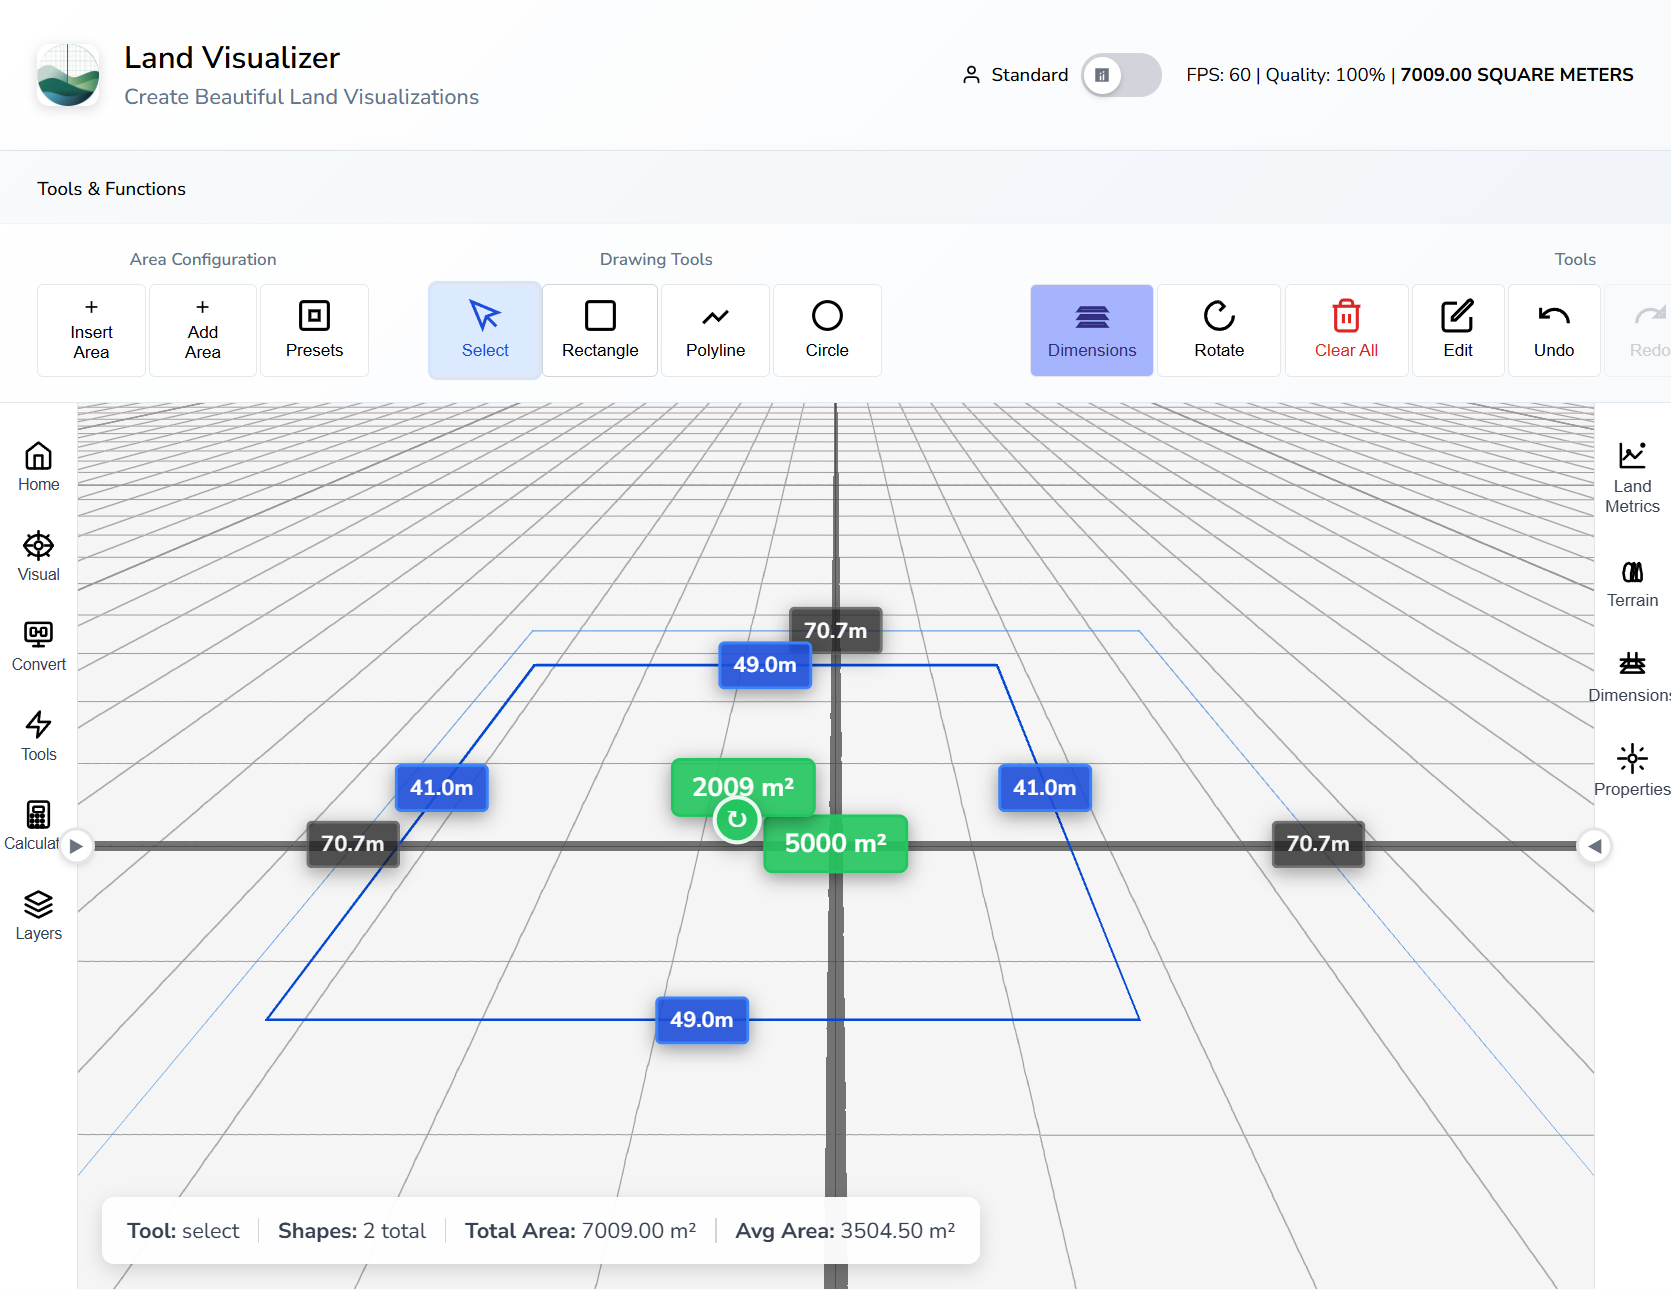 Land Visualizer
Create Beautiful Land Visualizations
Standard
FPS: 60 | Quality: 100% | 7009.00 SQUARE METERS
Tools & Functions
Area Configuration
Drawing Tools
Tools
+
Insert
Area
+
Add
Area
Presets
Select
Rectangle
Polyline
Circle
Dimensions
Rotate
Clear All
Edit
Undo
Redo
Home
Visual
Convert
Tools
Calculat
Layers
Land
Metrics
Terrain
Dimensions
Properties
70.7m
49.0m
41.0m
2009 m²
41.0m
70.7m
5000 m²
70.7m
49.0m
Tool: select
Shapes: 2 total
Total Area: 7009.00 m²
Avg Area: 3504.50 m²